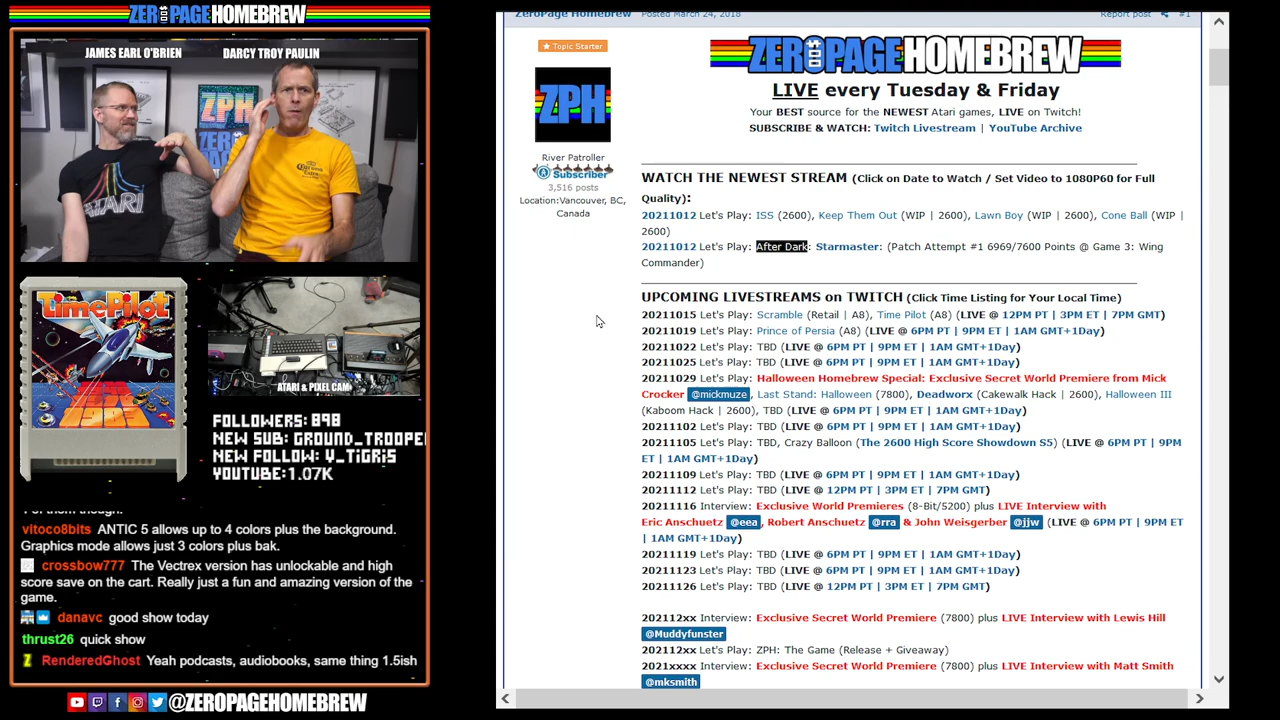 ZEROPAGE HOMEBREW
JAMES EARL O'BRIEN
DARCY TROY PAULIN
ZPH
ATARI
TimePilot
1983
ATARI & PIXEL CAM
FOLLOWERS: 898
NEW SUB: GROUND_TROOPER
NEW FOLLOW: V_TIGRIS
YOUTUBE: 1.07K
vitoco8bits ANTIC 5 allows up to 4 colors plus the background.
Graphics mode allows just 3 colors plus bak.
crossbow777 The Vectrex version has unlockable and high
score save on the cart. Really just a fun and amazing version of the
game.
danavc good show today
thrust26 quick show
RenderedGhost Yeah podcasts, audiobooks, same thing 1.5ish
@ZEROPAGEHOMEBREW
ZeroPage Homebrew Posted March 24, 2018 Report post #1
Topic Starter
ZPH
River Patroller
Subscriber
3,516 posts
Location:Vancouver, BC,
Canada
ZEROPAGEHOMEBREW
LIVE every Tuesday & Friday
Your BEST source for the NEWEST Atari games, LIVE on Twitch!
SUBSCRIBE & WATCH: Twitch Livestream | YouTube Archive
WATCH THE NEWEST STREAM (Click on Date to Watch / Set Video to 1080P60 for Full
Quality):
20211012 Let's Play: ISS (2600), Keep Them Out (WIP | 2600), Lawn Boy (WIP | 2600), Cone Ball (WIP |
2600)
20211012 Let's Play: After Dark: Starmaster: (Patch Attempt #1 6969/7600 Points @ Game 3: Wing
Commander)
UPCOMING LIVESTREAMS on TWITCH (Click Time Listing for Your Local Time)
20211015 Let's Play: Scramble (Retail | A8), Time Pilot (A8) (LIVE @ 12PM PT | 3PM ET | 7PM GMT)
20211019 Let's Play: Prince of Persia (A8) (LIVE @ 6PM PT | 9PM ET | 1AM GMT+1Day)
20211022 Let's Play: TBD (LIVE @ 6PM PT | 9PM ET | 1AM GMT+1Day)
20211025 Let's Play: TBD (LIVE @ 6PM PT | 9PM ET | 1AM GMT+1Day)
20211029 Let's Play: Halloween Homebrew Special: Exclusive Secret World Premiere from Mick
Crocker @mickmuze, Last Stand: Halloween (7800), Deadworx (Cakewalk Hack | 2600), Halloween III
(Kaboom Hack | 2600), TBD (LIVE @ 6PM PT | 9PM ET | 1AM GMT+1Day)
20211102 Let's Play: TBD (LIVE @ 6PM PT | 9PM ET | 1AM GMT+1Day)
20211105 Let's Play: TBD, Crazy Balloon (The 2600 High Score Showdown S5) (LIVE @ 6PM PT | 9PM
ET | 1AM GMT+1Day)
20211109 Let's Play: TBD (LIVE @ 6PM PT | 9PM ET | 1AM GMT+1Day)
20211112 Let's Play: TBD (LIVE @ 12PM PT | 3PM ET | 7PM GMT)
20211116 Interview: Exclusive World Premieres (8-Bit/5200) plus LIVE Interview with
Eric Anschuetz @eea, Robert Anschuetz @rra & John Weisgerber @jjw (LIVE @ 6PM PT | 9PM ET
| 1AM GMT+1Day)
20211119 Let's Play: TBD (LIVE @ 6PM PT | 9PM ET | 1AM GMT+1Day)
20211123 Let's Play: TBD (LIVE @ 6PM PT | 9PM ET | 1AM GMT+1Day)
20211126 Let's Play: TBD (LIVE @ 12PM PT | 3PM ET | 7PM GMT)
202112xx Interview: Exclusive Secret World Premiere (7800) plus LIVE Interview with Lewis Hill
@Muddyfunster
202112xx Let's Play: ZPH: The Game (Release + Giveaway)
2021xxxx Interview: Exclusive Secret World Premiere (7800) plus LIVE Interview with Matt Smith
@mksmith